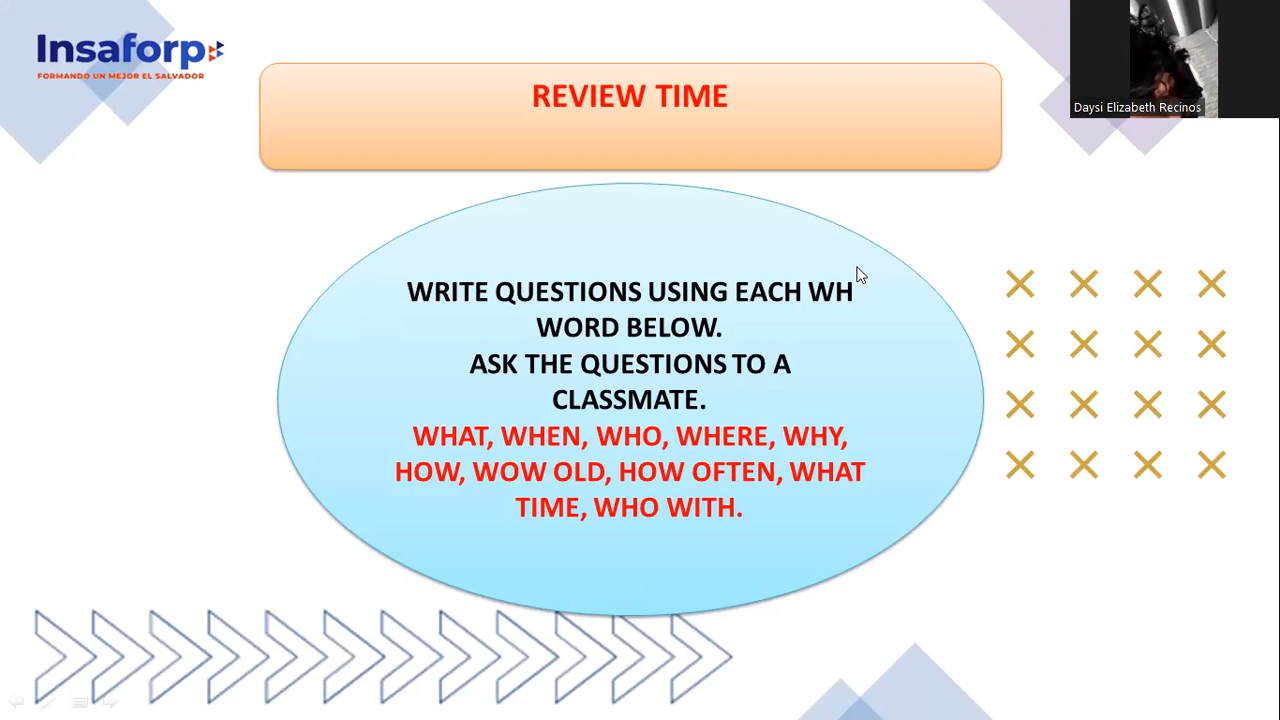 Insaforp
FORMANDO UN MEJOR EL SALVADOR
REVIEW TIME
Daysi Elizabeth Recinos
WRITE QUESTIONS USING EACH WH
WORD BELOW.
ASK THE QUESTIONS TO A
CLASSMATE.
WHAT, WHEN, WHO, WHERE, WHY,
HOW, WOW OLD, HOW OFTEN, WHAT
TIME, WHO WITH.